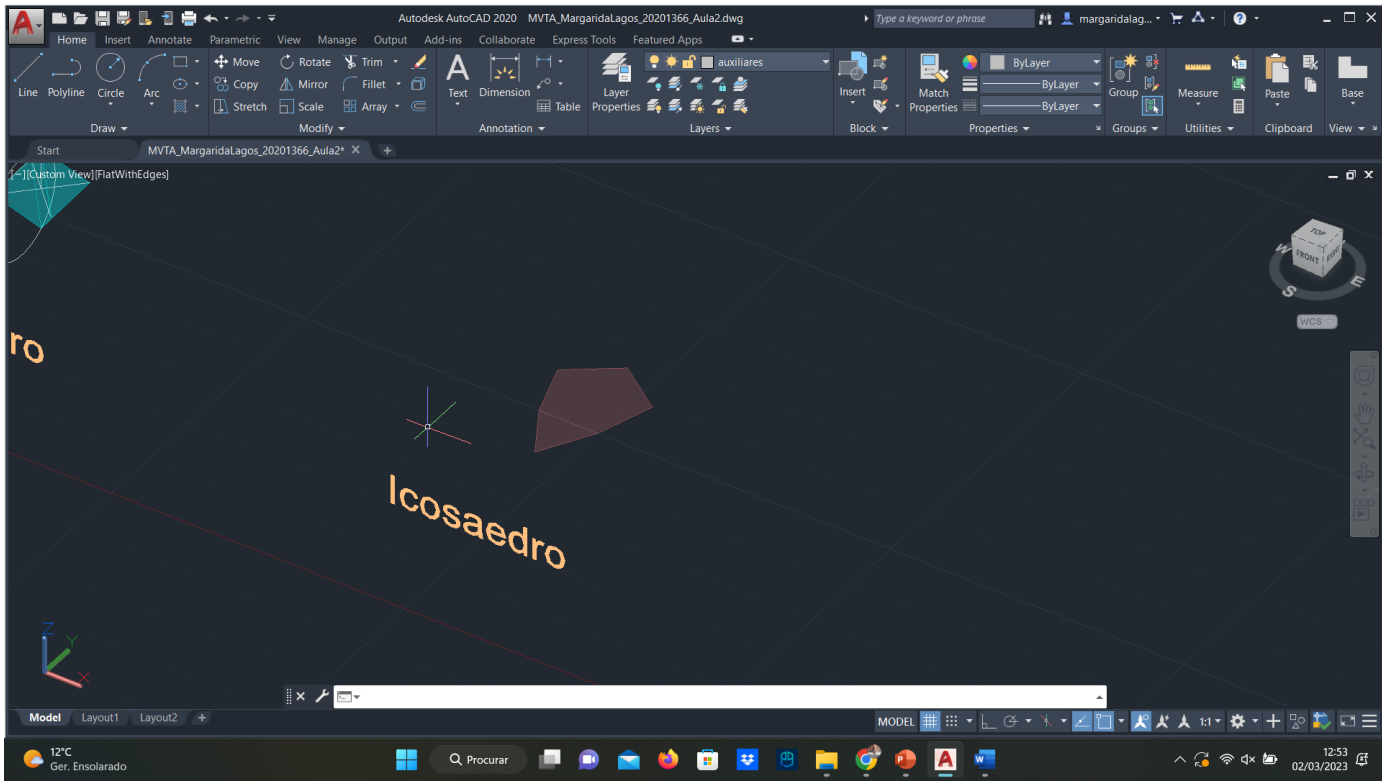 Autodesk AutoCAD 2020 MVTA_MargaridaLagos_20201366_Aula2.dwg
Type a keyword or phrase
margaridalag...
Home Insert Annotate Parametric View Manage Output Add-ins Collaborate Express Tools Featured Apps
Move Rotate Trim auxiliares ByLayer
Copy Mirror Fillet ByLayer
Stretch Scale Array Table ByLayer
Line Polyline Circle Arc Text Dimension Layer Properties Insert Match Properties Group Measure Paste Base
Draw Modify Annotation Layers Block Properties Groups Utilities Clipboard View
Start MVTA_MargaridaLagos_20201366_Aula2* +
[-][Custom View][FlatWithEdges]
TOP
FRONT RIGHT
W S E
WCS
ro
Icosaedro
Z Y X
Model Layout1 Layout2 +
MODEL 1:1
12°C
Ger. Ensolarado
Procurar
12:53
02/03/2023